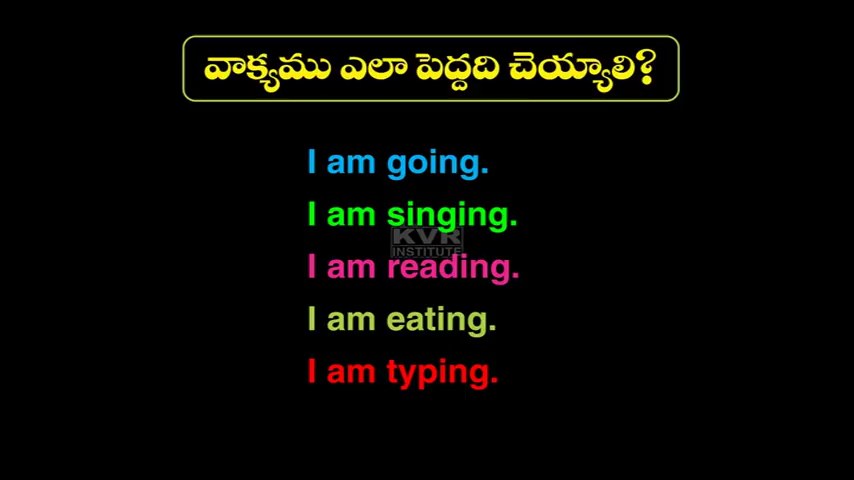 వాక్యము ఎలా పెద్దది చెయ్యాలి?
I am going.
I am singing.
KVR
INSTITUTE
I am reading.
I am eating.
I am typing.